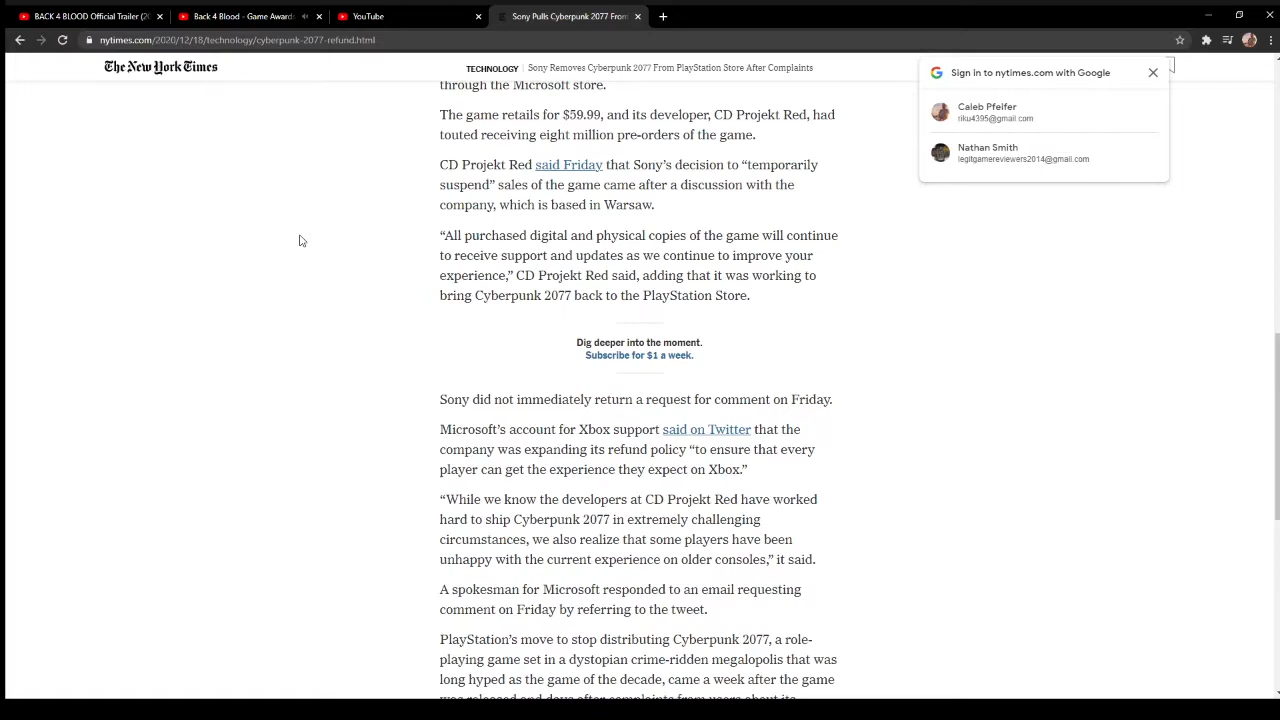 BACK 4 BLOOD Official Trailer (20
Back 4 Blood - Game Awards
YouTube
Sony Pulls Cyberpunk 2077 From
nytimes.com/2020/12/18/technology/cyberpunk-2077-refund.html
The New York Times
TECHNOLOGY
Sony Removes Cyberpunk 2077 From PlayStation Store After Complaints
Sign in to nytimes.com with Google
Caleb Pfeifer
riku4395@gmail.com
Nathan Smith
legitgamereviewers2014@gmail.com
through the Microsoft store.
The game retails for $59.99, and its developer, CD Projekt Red, had
touted receiving eight million pre-orders of the game.
CD Projekt Red said Friday that Sony’s decision to “temporarily
suspend” sales of the game came after a discussion with the
company, which is based in Warsaw.
“All purchased digital and physical copies of the game will continue
to receive support and updates as we continue to improve your
experience,” CD Projekt Red said, adding that it was working to
bring Cyberpunk 2077 back to the PlayStation Store.
Dig deeper into the moment.
Subscribe for $1 a week.
Sony did not immediately return a request for comment on Friday.
Microsoft’s account for Xbox support said on Twitter that the
company was expanding its refund policy “to ensure that every
player can get the experience they expect on Xbox.”
“While we know the developers at CD Projekt Red have worked
hard to ship Cyberpunk 2077 in extremely challenging
circumstances, we also realize that some players have been
unhappy with the current experience on older consoles,” it said.
A spokesman for Microsoft responded to an email requesting
comment on Friday by referring to the tweet.
PlayStation’s move to stop distributing Cyberpunk 2077, a role-
playing game set in a dystopian crime-ridden megalopolis that was
long hyped as the game of the decade, came a week after the game
was released and days after complaints from users about its